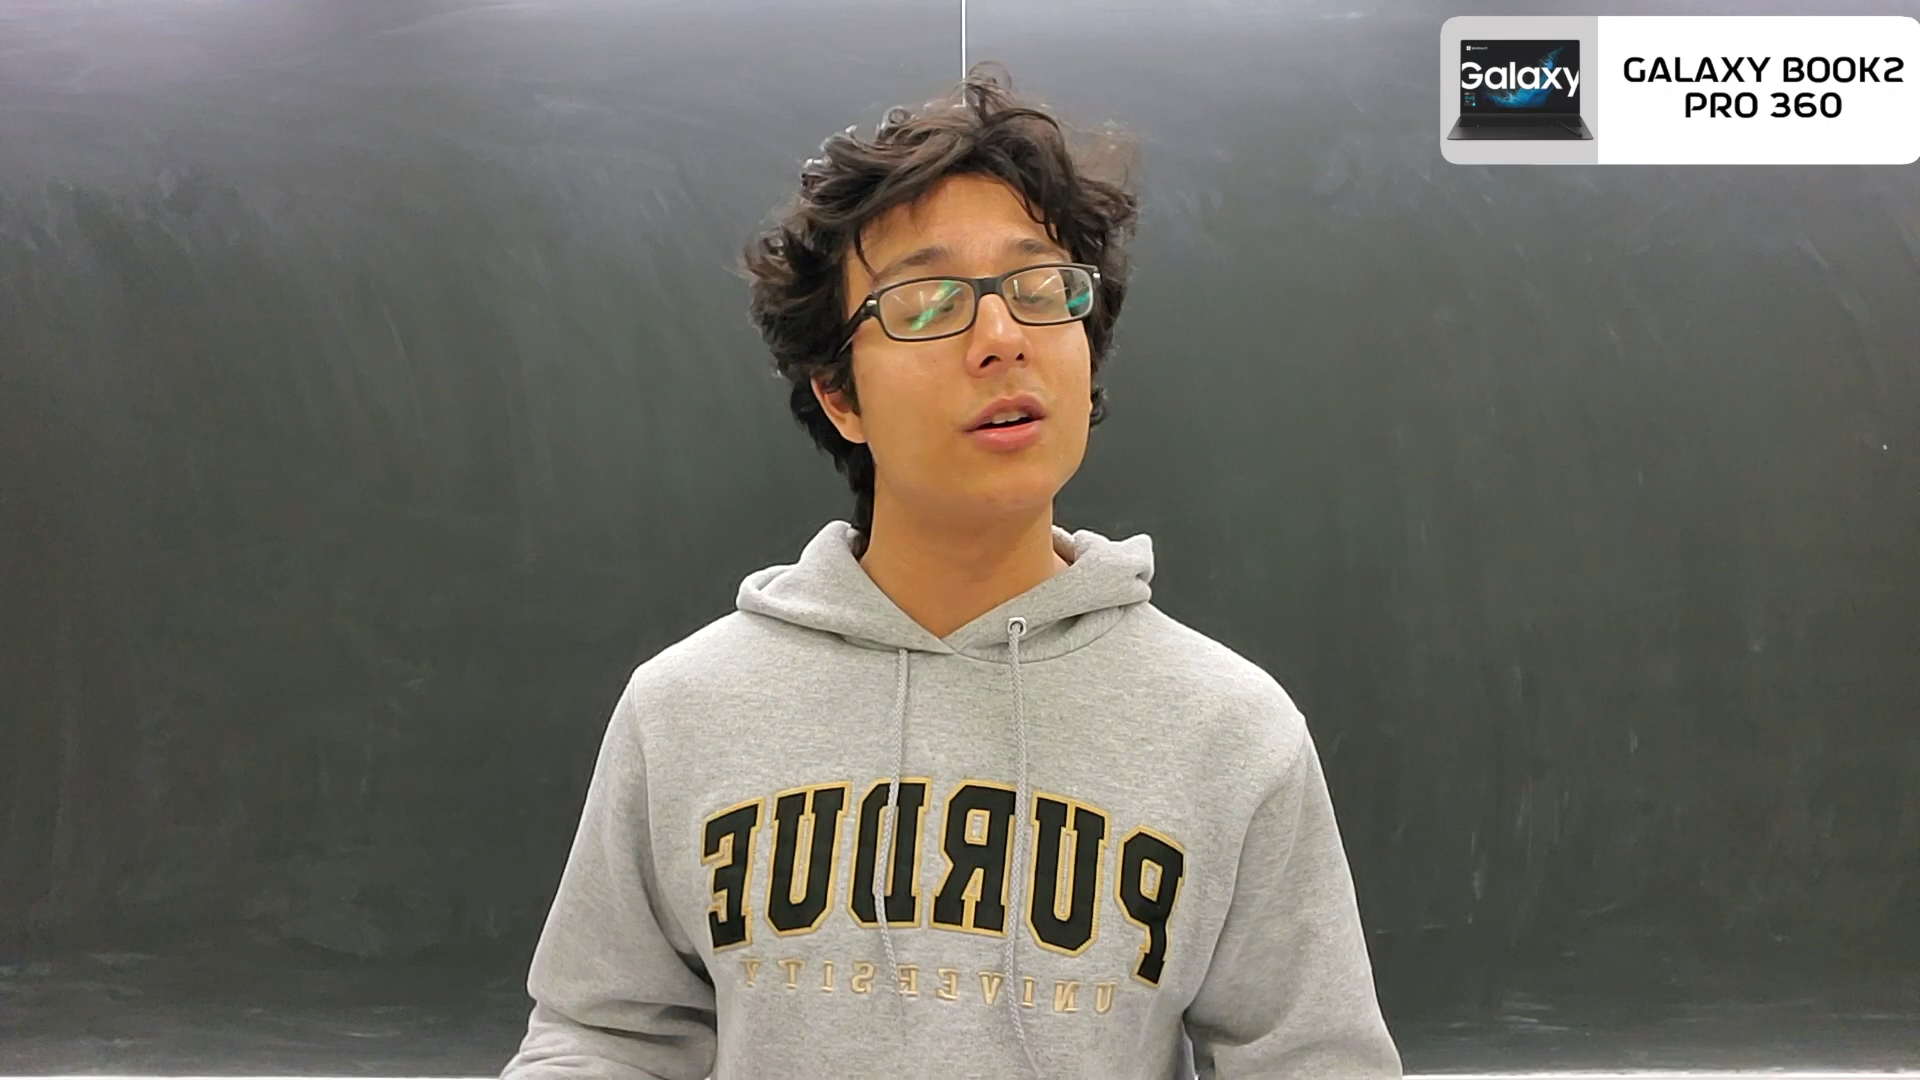 Galaxy
GALAXY BOOK2
PRO 360
PURDUE
UNIVERSITY